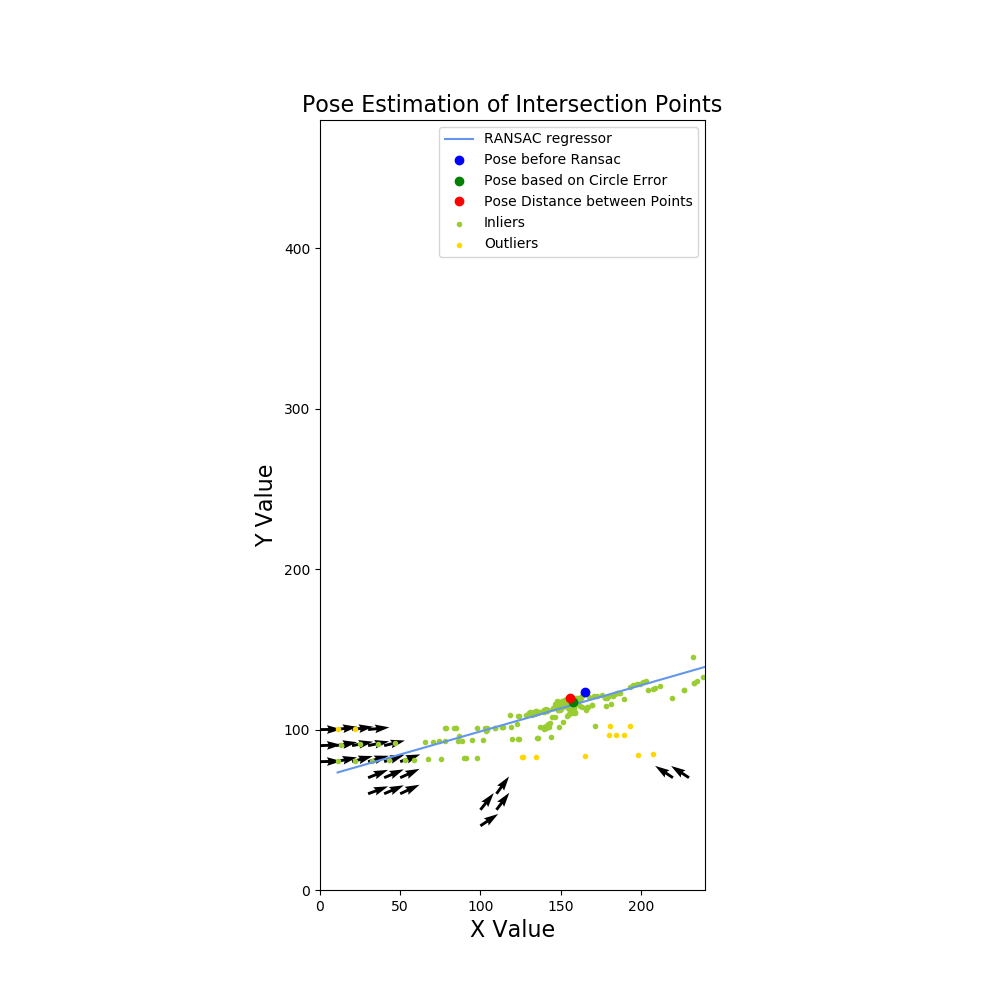 Pose Estimation of Intersection Points
RANSAC regressor
Pose before Ransac
Pose based on Circle Error
Pose Distance between Points
Inliers
Outliers
400
300
200
100
0
Y Value
0 50 100 150 200
X Value